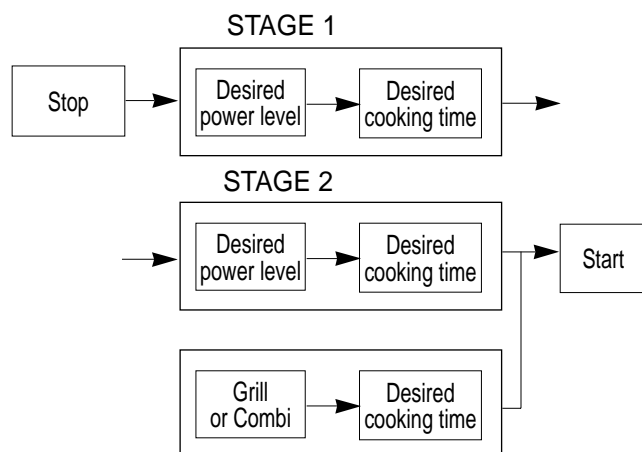 STAGE 1
Stop
Desired
power level
Desired
cooking time
STAGE 2
Desired
power level
Desired
cooking time
Start
Grill
or Combi
Desired
cooking time